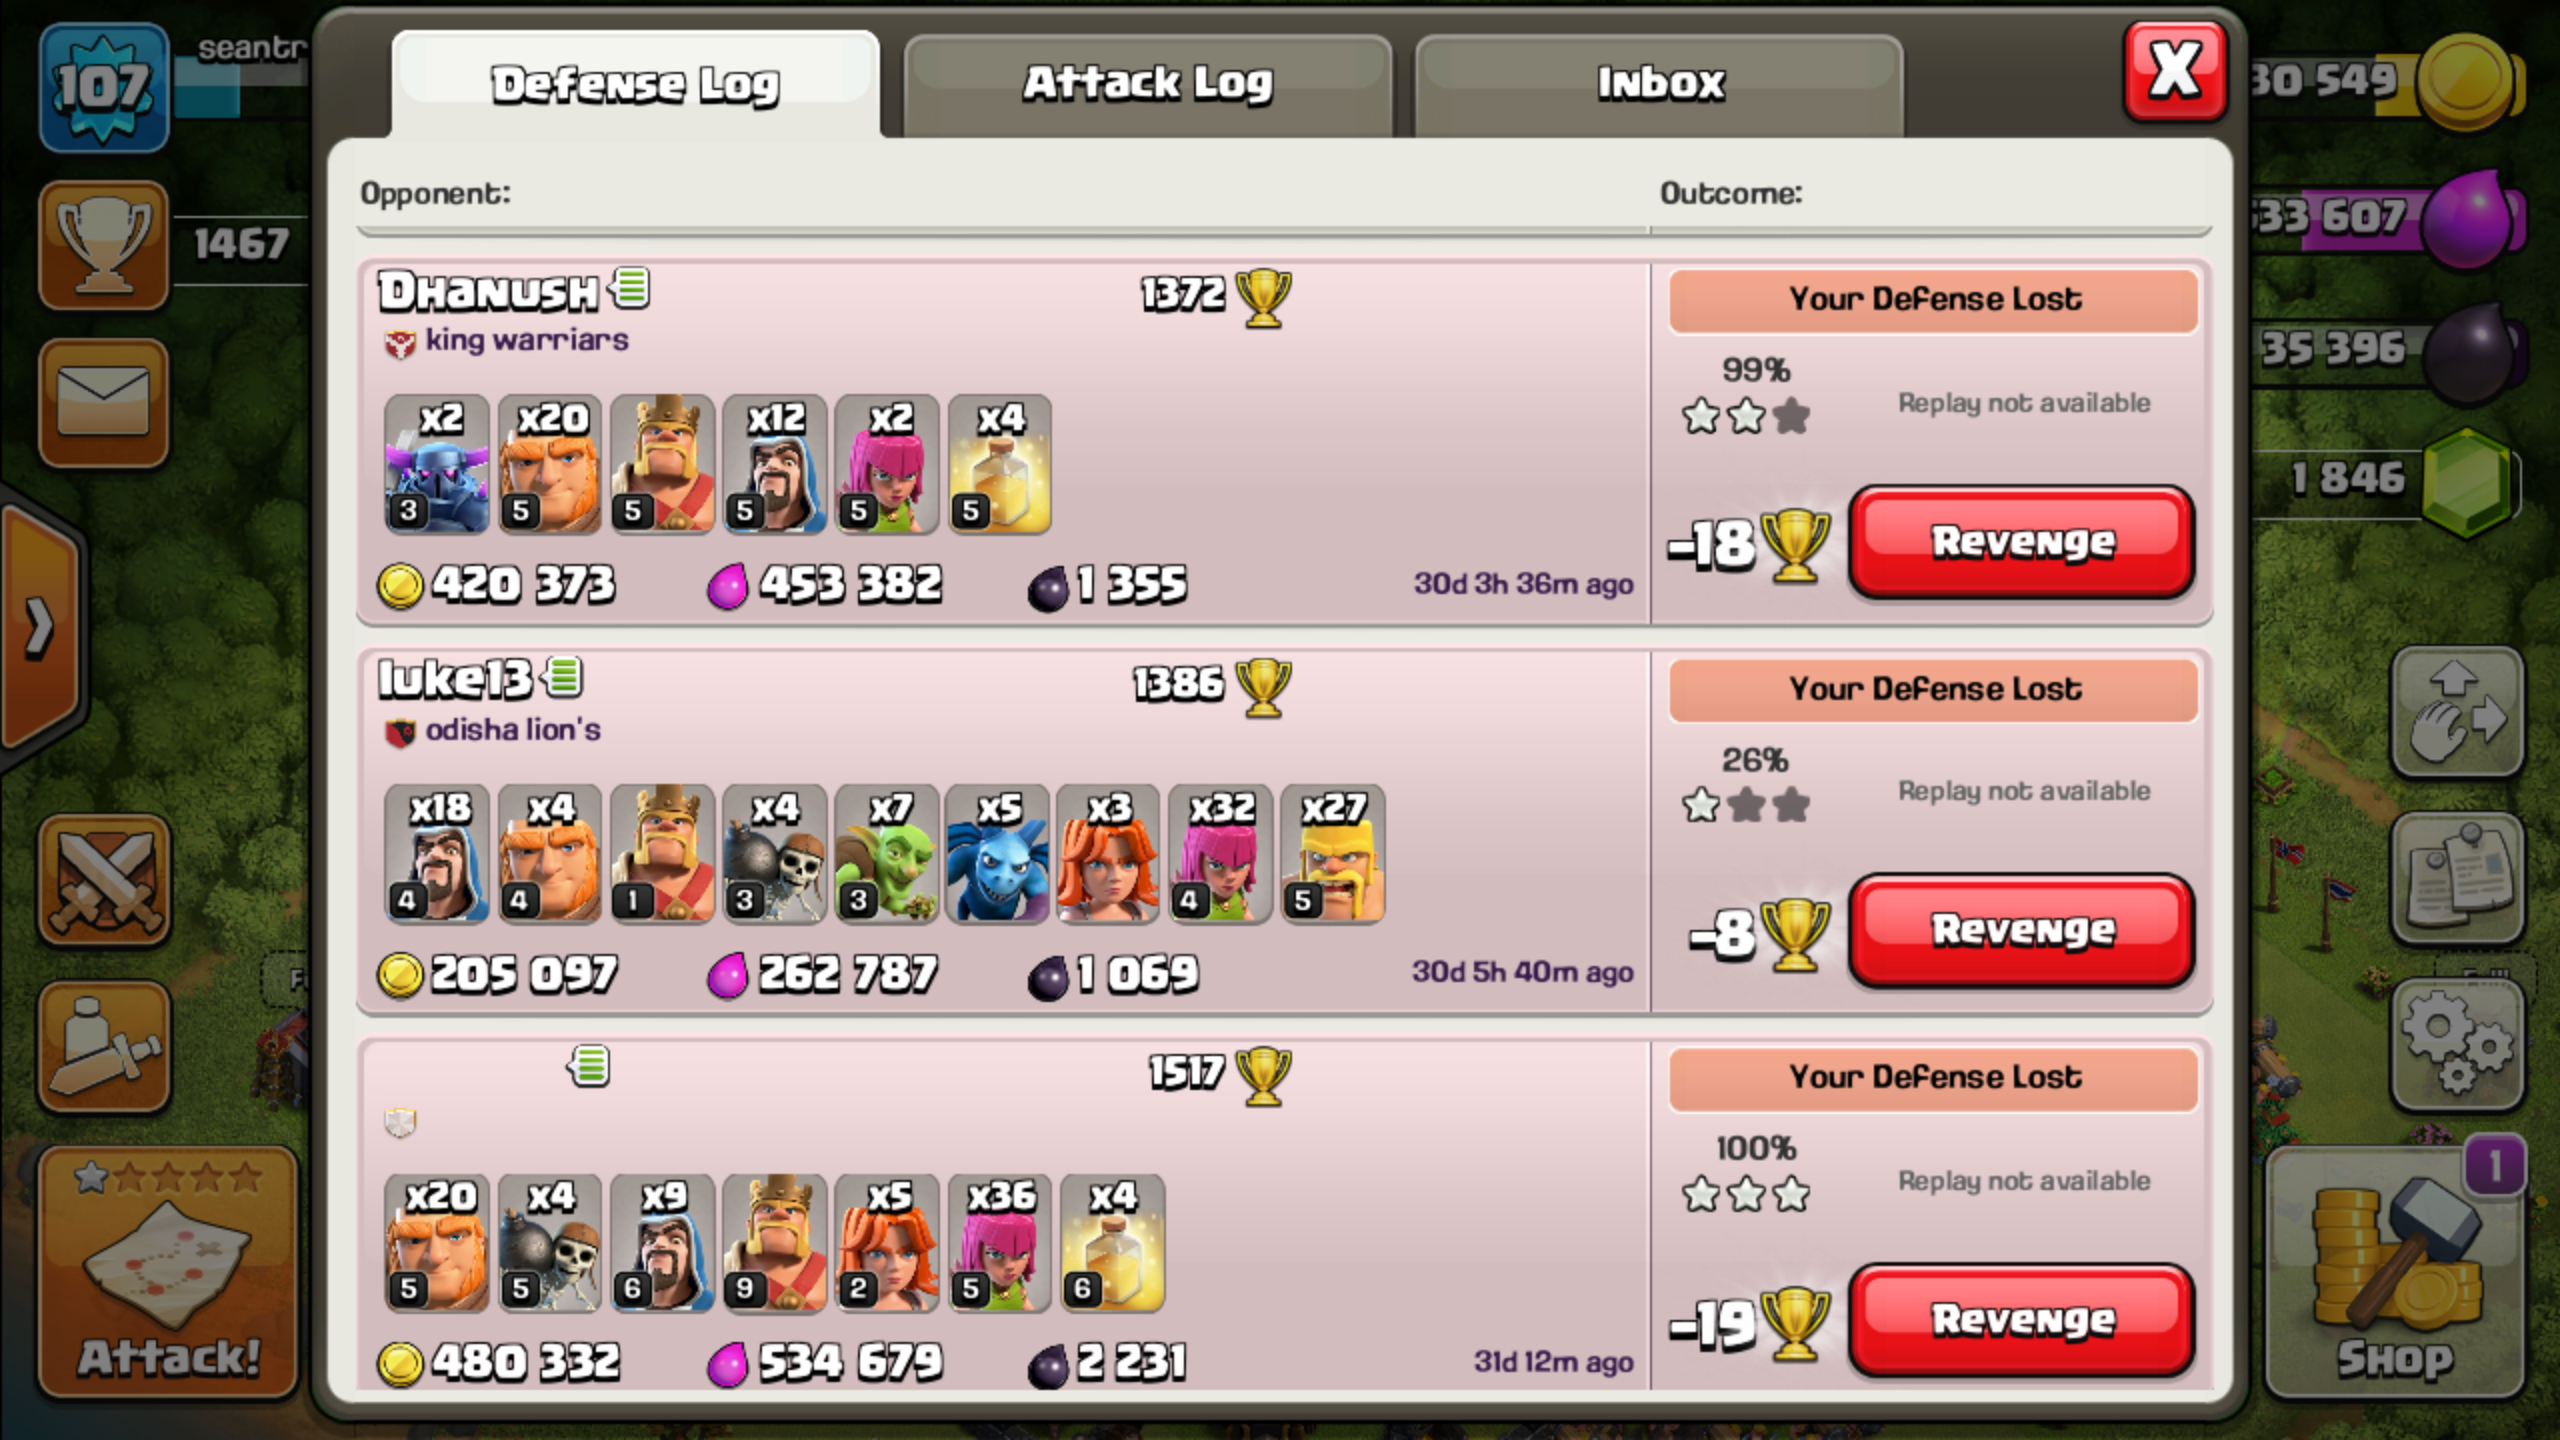 107
seantr
1467
Defense Log
Attack Log
Inbox
X
30 549
33 607
35 396
1 846
Opponent:
Outcome:
Dhanush
king warriars
1372
x2
x20
x12
x2
x4
3
5
5
5
5
5
420 373
453 382
1 355
30d 3h 36m ago
Your Defense Lost
99%
Replay not available
-18
Revenge
luke13
odisha lion's
1386
x18
x4
x4
x7
x5
x3
x32
x27
4
4
1
3
3
4
5
205 097
262 787
1 069
30d 5h 40m ago
Your Defense Lost
26%
Replay not available
-8
Revenge
1517
x20
x4
x9
x5
x36
x4
5
5
6
9
2
5
6
480 332
534 679
2 231
31d 12m ago
Your Defense Lost
100%
Replay not available
-19
Revenge
Attack!
1
Shop